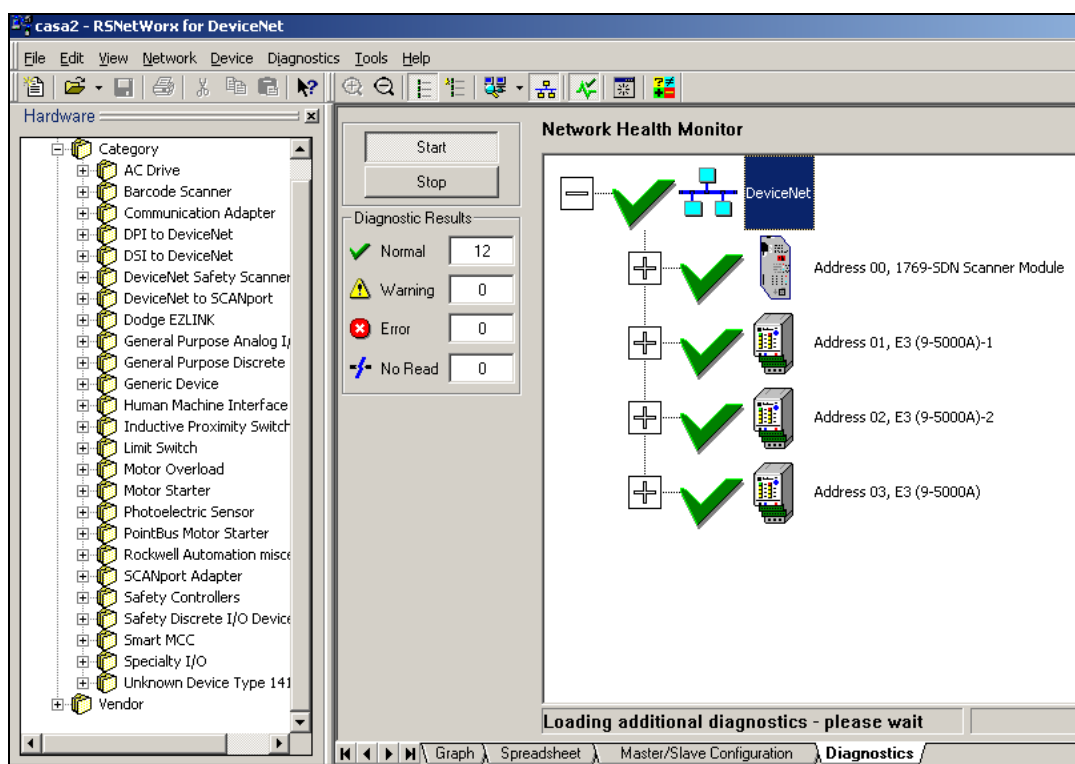 casa2 - RSNetWorx for DeviceNet
File Edit View Network Device Diagnostics Tools Help
Hardware
Category
AC Drive
Barcode Scanner
Communication Adapter
DPI to DeviceNet
DSI to DeviceNet
DeviceNet Safety Scanner
DeviceNet to SCANport
Dodge EZLINK
General Purpose Analog I/
General Purpose Discrete
Generic Device
Human Machine Interface
Inductive Proximity Switch
Limit Switch
Motor Overload
Motor Starter
Photoelectric Sensor
PointBus Motor Starter
Rockwell Automation misce
SCANport Adapter
Safety Controllers
Safety Discrete I/O Device
Smart MCC
Specialty I/O
Unknown Device Type 141
Vendor
Start
Stop
Diagnostic Results
Normal 12
Warning 0
Error 0
No Read 0
Network Health Monitor
DeviceNet
Address 00, 1769-SDN Scanner Module
Address 01, E3 (9-5000A)-1
Address 02, E3 (9-5000A)-2
Address 03, E3 (9-5000A)
Loading additional diagnostics - please wait
Graph Spreadsheet Master/Slave Configuration Diagnostics